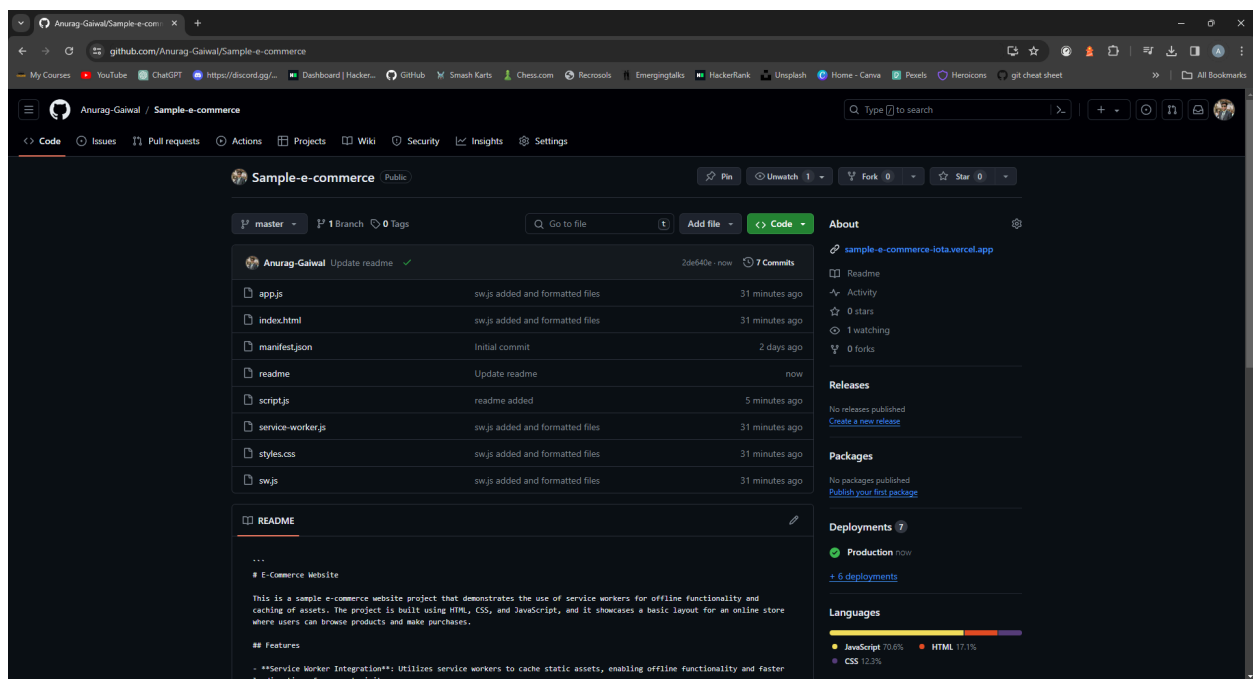 Anurag-Gaiwal/Sample-e-com
github.com/Anurag-Gaiwal/Sample-e-commerce
My Courses YouTube ChatGPT https://discord.gg/... Dashboard | Hacker... GitHub Smash Karts Chess.com Recrosols Emergingtalks HackerRank Unsplash Home - Canva Pexels Heroicons git cheat sheet All Bookmarks
Anurag-Gaiwal / Sample-e-commerce Type / to search
Code Issues Pull requests Actions Projects Wiki Security Insights Settings
Sample-e-commerce Public Pin Unwatch 1 Fork 0 Star 0
master 1 Branch 0 Tags Go to file t Add file Code
Anurag-Gaiwal Update readme 2de640e · now 7 Commits
app.js sw.js added and formatted files 31 minutes ago
index.html sw.js added and formatted files 31 minutes ago
manifest.json Initial commit 2 days ago
readme Update readme now
script.js readme added 5 minutes ago
service-worker.js sw.js added and formatted files 31 minutes ago
styles.css sw.js added and formatted files 31 minutes ago
sw.js sw.js added and formatted files 31 minutes ago
README
```
# E-Commerce Website
This is a sample e-commerce website project that demonstrates the use of service workers for offline functionality and
caching of assets. The project is built using HTML, CSS, and JavaScript, and it showcases a basic layout for an online store
where users can browse products and make purchases.
## Features
- **Service Worker Integration**: Utilizes service workers to cache static assets, enabling offline functionality and faster
About
sample-e-commerce-iota.vercel.app
Readme
Activity
0 stars
1 watching
0 forks
Releases
No releases published
Create a new release
Packages
No packages published
Publish your first package
Deployments 7
Production now
+ 6 deployments
Languages
JavaScript 70.6% HTML 17.1%
CSS 12.3%